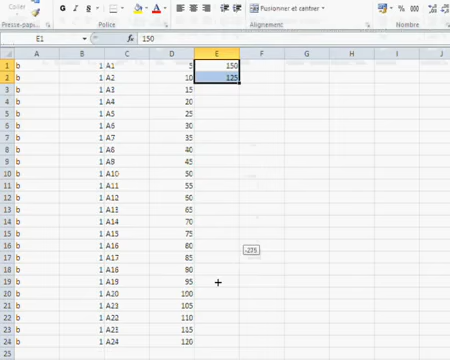 Coller G I S A Fusionner et centrer % 000
Presse-papi... Police Alignement Nombre
E1 150
A B C D E F G H I J
1 b 1 A1 5 150
2 b 1 A2 10 125
3 b 1 A3 15
4 b 1 A4 20
5 b 1 A5 25
6 b 1 A6 30
7 b 1 A7 35
8 b 1 A8 40
9 b 1 A9 45
10 b 1 A10 50
11 b 1 A11 55
12 b 1 A12 60
13 b 1 A13 65
14 b 1 A14 70
15 b 1 A15 75
16 b 1 A16 80
-275
17 b 1 A17 85
18 b 1 A18 90
19 b 1 A19 95
20 b 1 A20 100
21 b 1 A21 105
22 b 1 A22 110
23 b 1 A23 115
24 b 1 A24 120